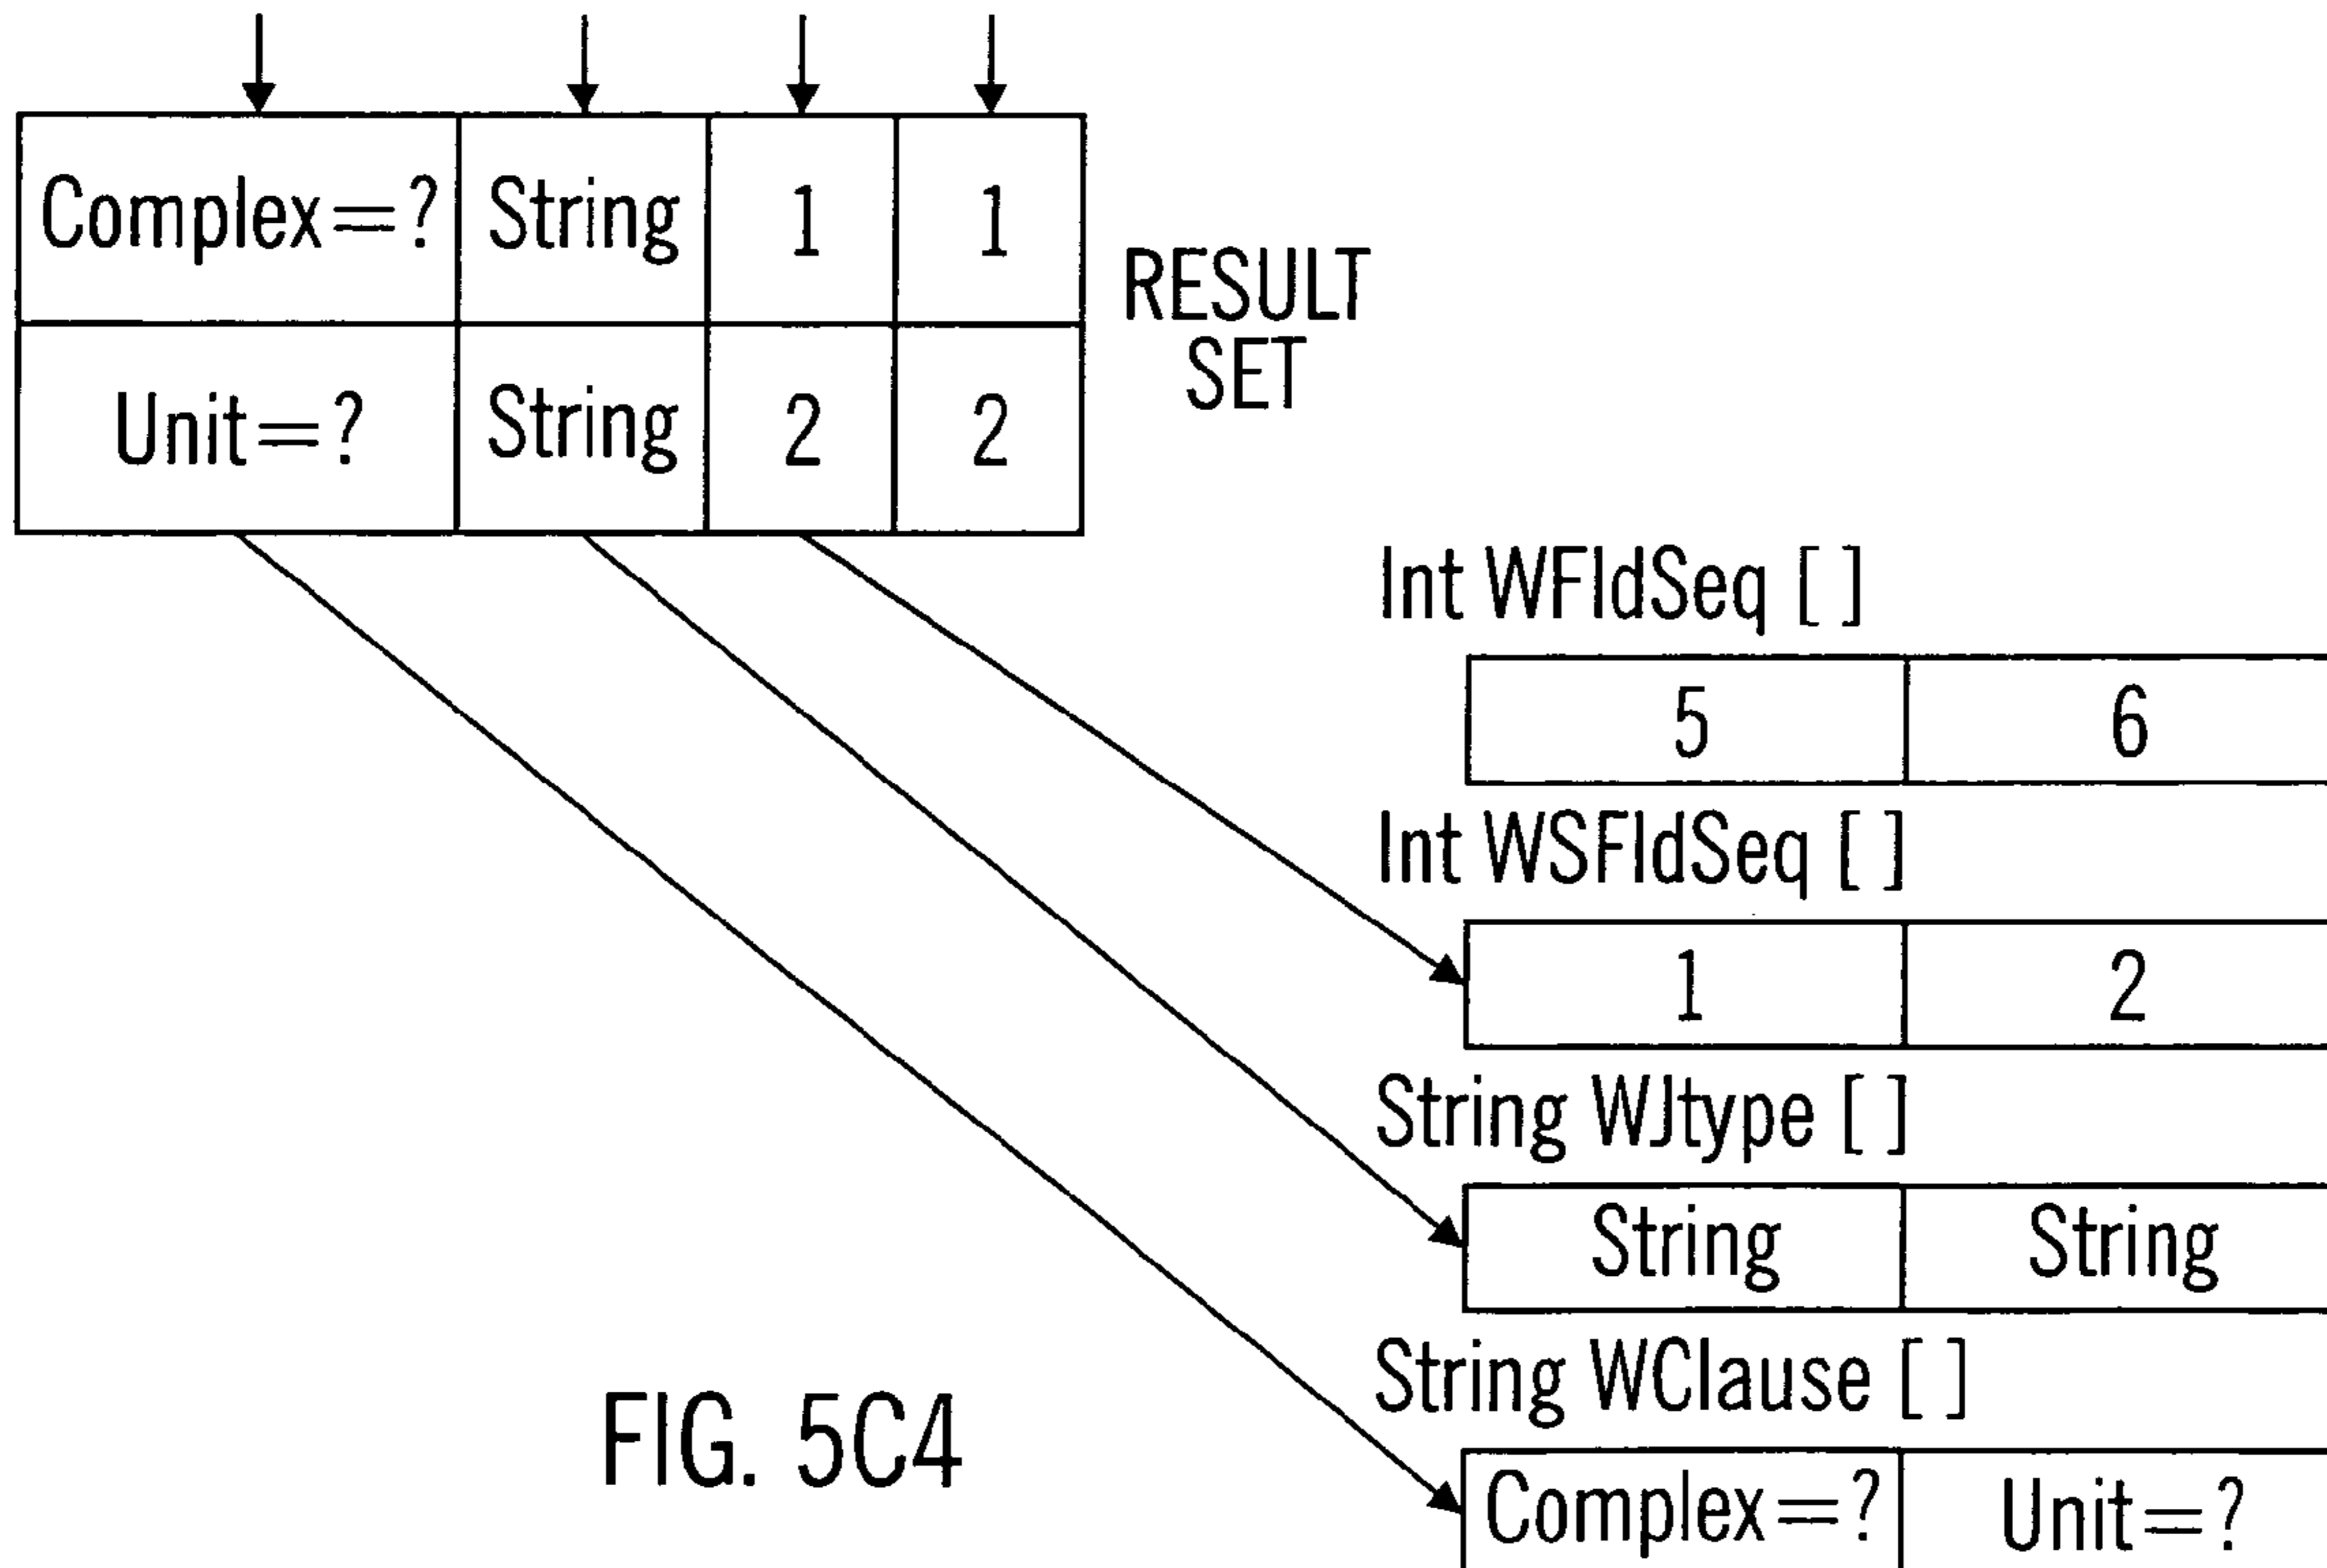 Complex=? String 1 1
RESULT
SET
Unit=? String 2 2
Int WFldSeq [ ]
5 6
Int WSFldSeq [ ]
1 2
String WJtype [ ]
String String
String WClause [ ]
Complex=? Unit=?
FIG. 5C4